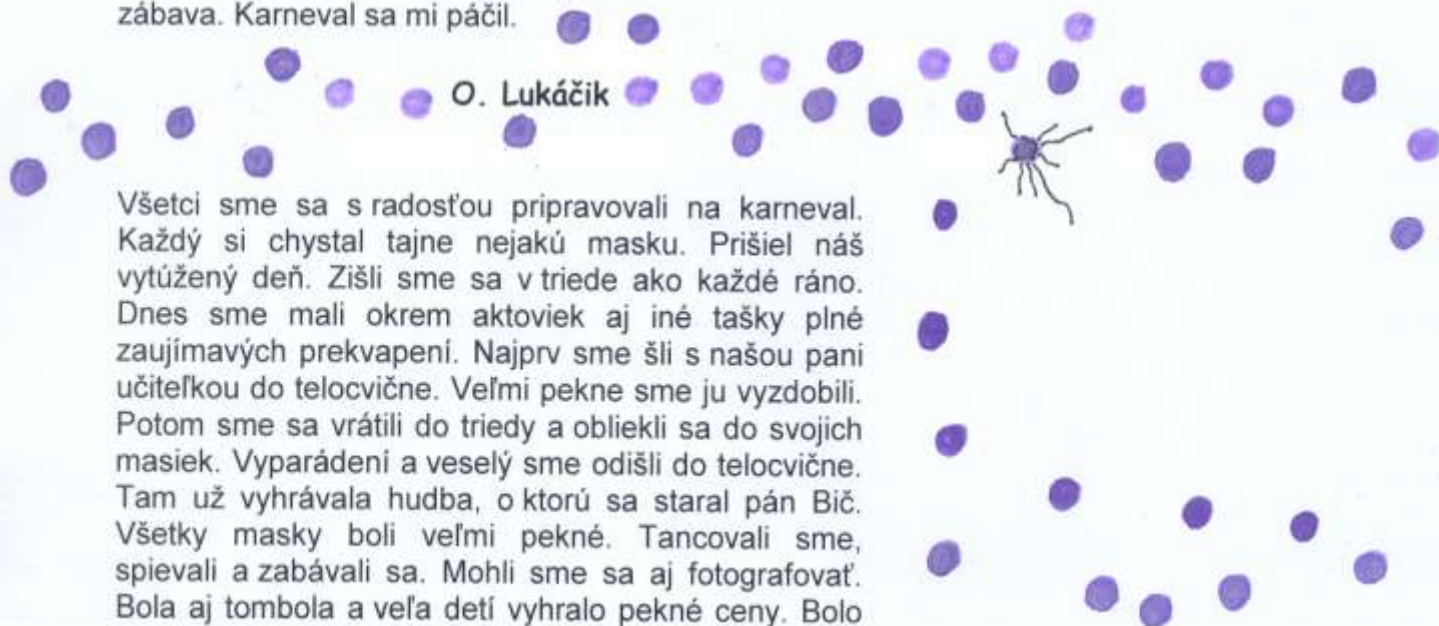 zábava. Karneval sa mi páčil.
O. Lukáčik
Všetci sme sa s radosťou pripravovali na karneval.
Každý si chystal tajne nejakú masku. Prišiel náš
vytúžený deň. Zišli sme sa v triede ako každé ráno.
Dnes sme mali okrem aktoviek aj iné tašky plné
zaujímavých prekvapení. Najprv sme šli s našou pani
učiteľkou do telocvične. Veľmi pekne sme ju vyzdobili.
Potom sme sa vrátili do triedy a obliekli sa do svojich
masiek. Vyparádení a veselý sme odišli do telocvične.
Tam už vyhrávala hudba, o ktorú sa staral pán Bič.
Všetky masky boli veľmi pekné. Tancovali sme,
spievali a zabávali sa. Mohli sme sa aj fotografovať.
Bola aj tombola a veľa detí vyhralo pekné ceny. Bolo